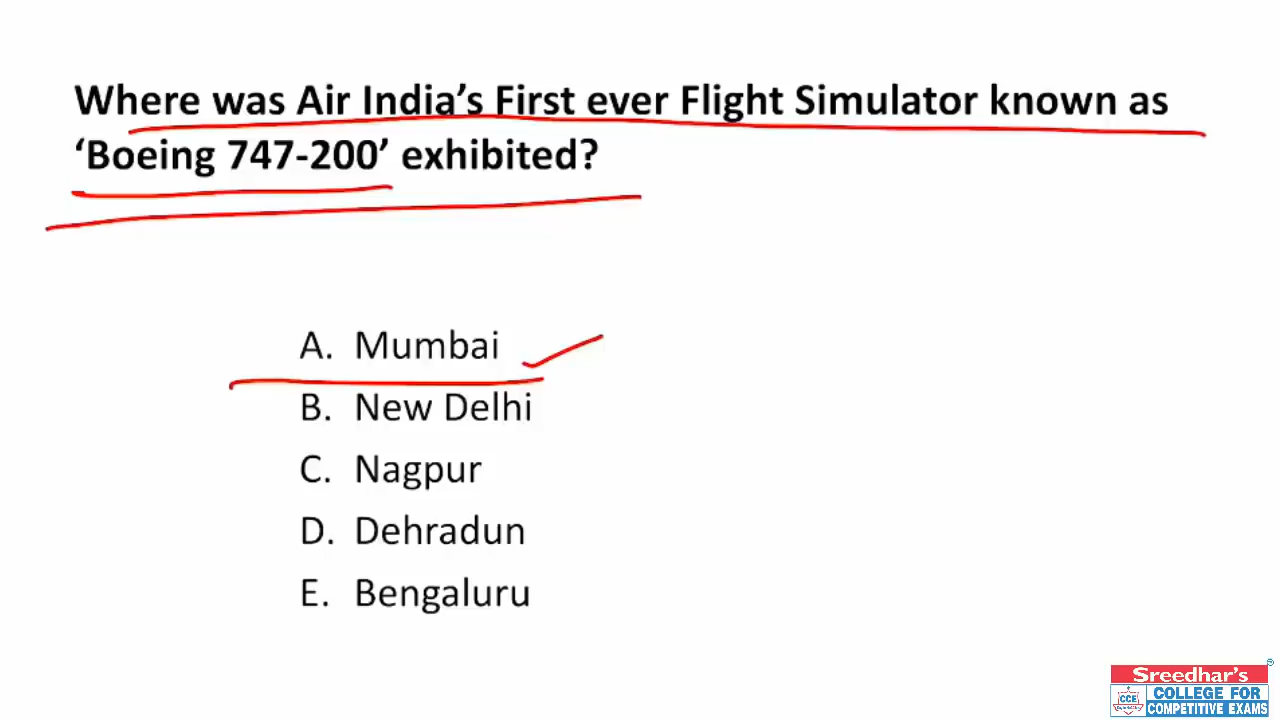 Where was Air India’s First ever Flight Simulator known as
‘Boeing 747-200’ exhibited?
A. Mumbai
B. New Delhi
C. Nagpur
D. Dehradun
E. Bengaluru
Sreedhar's
CCE
COLLEGE FOR
COMPETITIVE EXAMS